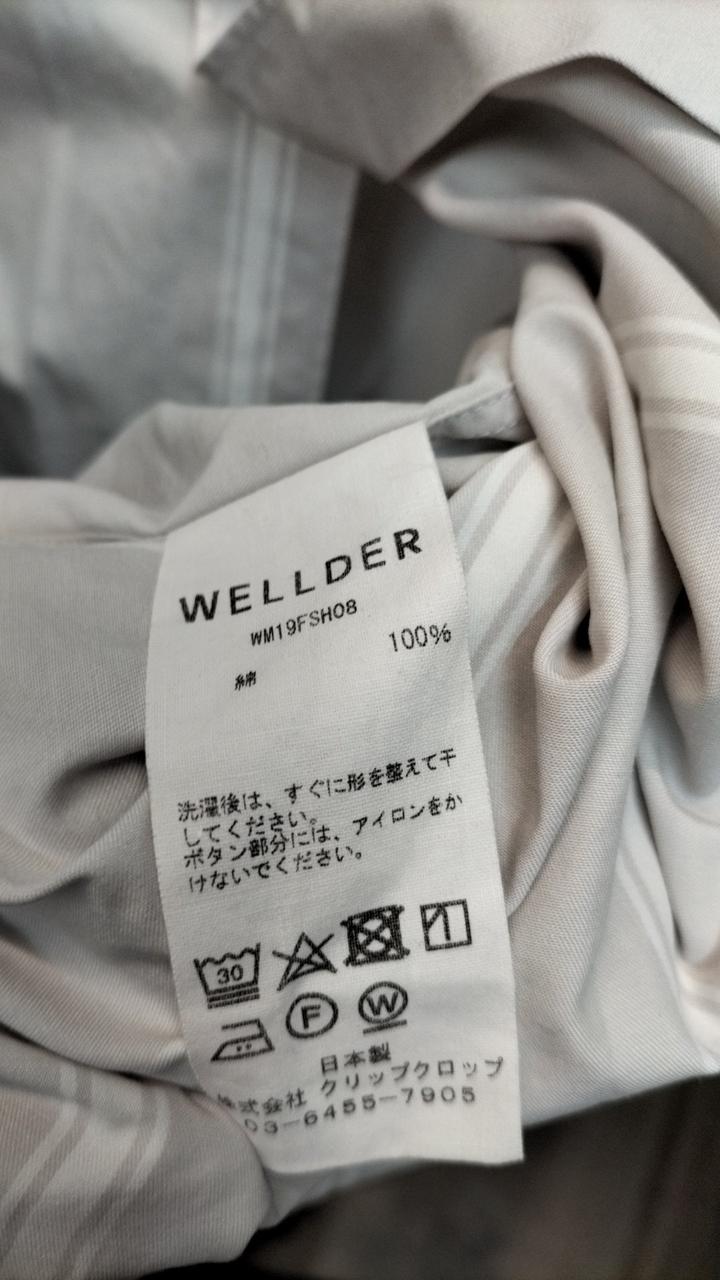 WELLDER
WM19FSH08
綿 100%
洗濯後は、すぐに形を整えて干
してください。
ボタン部分には、アイロンをか
けないでください。
30
F W
日本製
株式会社 クリップクロップ
03-6455-7905